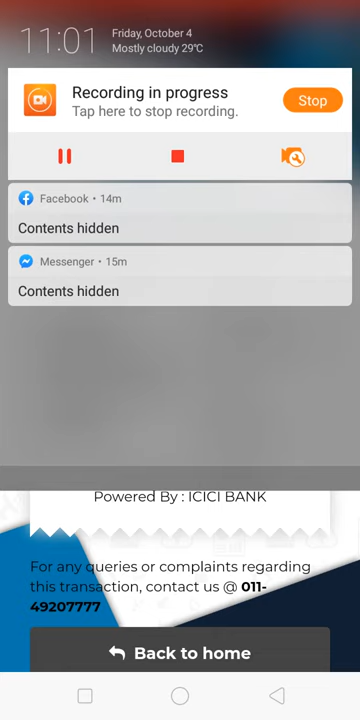 11:01
Friday, October 4
Mostly cloudy 29℃
Recording in progress
Tap here to stop recording.
Stop
Facebook • 14m
Contents hidden
Messenger • 15m
Contents hidden
Powered By : ICICI BANK
For any queries or complaints regarding
this transaction, contact us @ 011-
49207777
Back to home